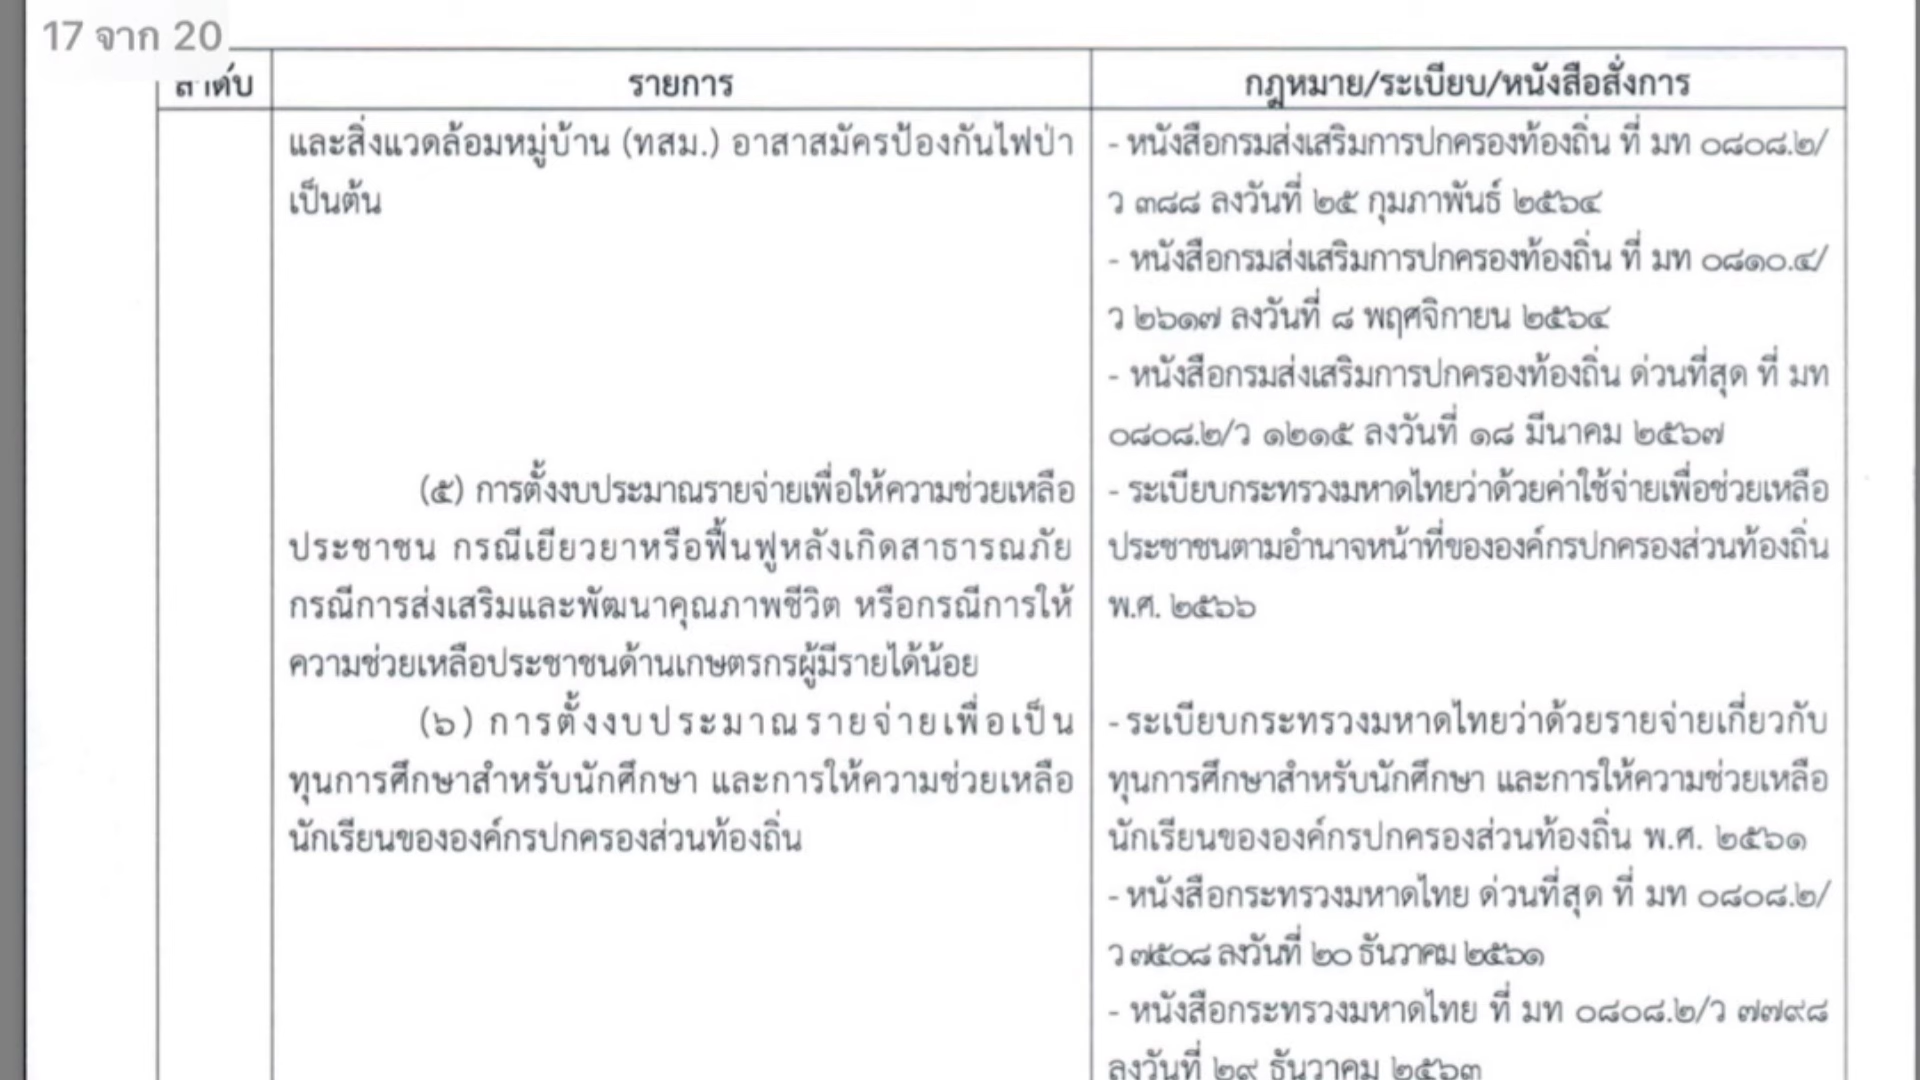 17 จาก 20
ลำดับ
รายการ
กฎหมาย/ระเบียบ/หนังสือสั่งการ
และสิ่งแวดล้อมหมู่บ้าน (ทสม.) อาสาสมัครป้องกันไฟป่า
เป็นต้น
- หนังสือกรมส่งเสริมการปกครองท้องถิ่น ที่ มท ๐๘๐๘.๒/
ว ๓๘๘ ลงวันที่ ๒๕ กุมภาพันธ์ ๒๕๖๔
- หนังสือกรมส่งเสริมการปกครองท้องถิ่น ที่ มท ๐๘๑๐.๔/
ว ๒๖๑๗ ลงวันที่ ๘ พฤศจิกายน ๒๕๖๔
- หนังสือกรมส่งเสริมการปกครองท้องถิ่น ด่วนที่สุด ที่ มท
๐๘๐๘.๒/ว ๑๒๑๕ ลงวันที่ ๑๘ มีนาคม ๒๕๖๗
(๕) การตั้งงบประมาณรายจ่ายเพื่อให้ความช่วยเหลือ
ประชาชน กรณีเยียวยาหรือฟื้นฟูหลังเกิดสาธารณภัย
กรณีการส่งเสริมและพัฒนาคุณภาพชีวิต หรือกรณีการให้
ความช่วยเหลือประชาชนด้านเกษตรกรผู้มีรายได้น้อย
- ระเบียบกระทรวงมหาดไทยว่าด้วยค่าใช้จ่ายเพื่อช่วยเหลือ
ประชาชนตามอำนาจหน้าที่ขององค์กรปกครองส่วนท้องถิ่น
พ.ศ. ๒๕๖๖
(๖) การตั้งงบประมาณรายจ่ายเพื่อเป็น
ทุนการศึกษาสำหรับนักศึกษา และการให้ความช่วยเหลือ
นักเรียนขององค์กรปกครองส่วนท้องถิ่น
- ระเบียบกระทรวงมหาดไทยว่าด้วยรายจ่ายเกี่ยวกับ
ทุนการศึกษาสำหรับนักศึกษา และการให้ความช่วยเหลือ
นักเรียนขององค์กรปกครองส่วนท้องถิ่น พ.ศ. ๒๕๖๑
- หนังสือกระทรวงมหาดไทย ด่วนที่สุด ที่ มท ๐๘๐๘.๒/
ว ๗๕๐๘ ลงวันที่ ๒๐ ธันวาคม ๒๕๖๑
- หนังสือกระทรวงมหาดไทย ที่ มท ๐๘๐๘.๒/ว ๗๗๙๘
ลงวันที่ ๒๙ ธันวาคม ๒๕๖๓